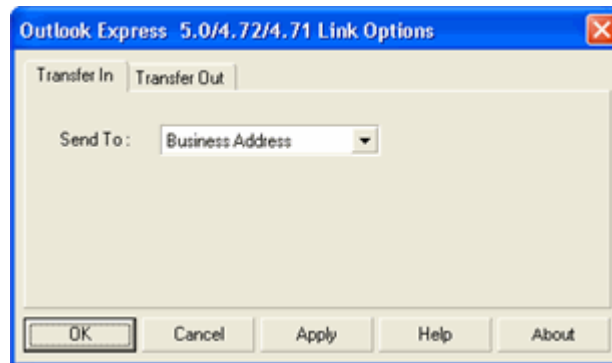 Outlook Express 5.0/4.72/4.71 Link Options
Transfer In Transfer Out
Send To : Business Address
OK Cancel Apply Help About